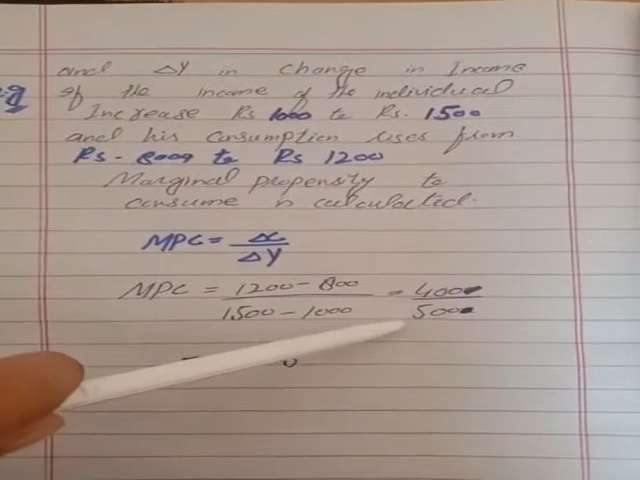 and ΔY in change in Income
of the income of the individual
Increase Rs 1000 to Rs. 1500
and his consumption rises from
Rs - 800 to Rs 1200
Marginal propensity to
consume is calculated.
MPC = ΔC / ΔY
MPC = 1200 - 800 / 1500 - 1000 = 400 / 500